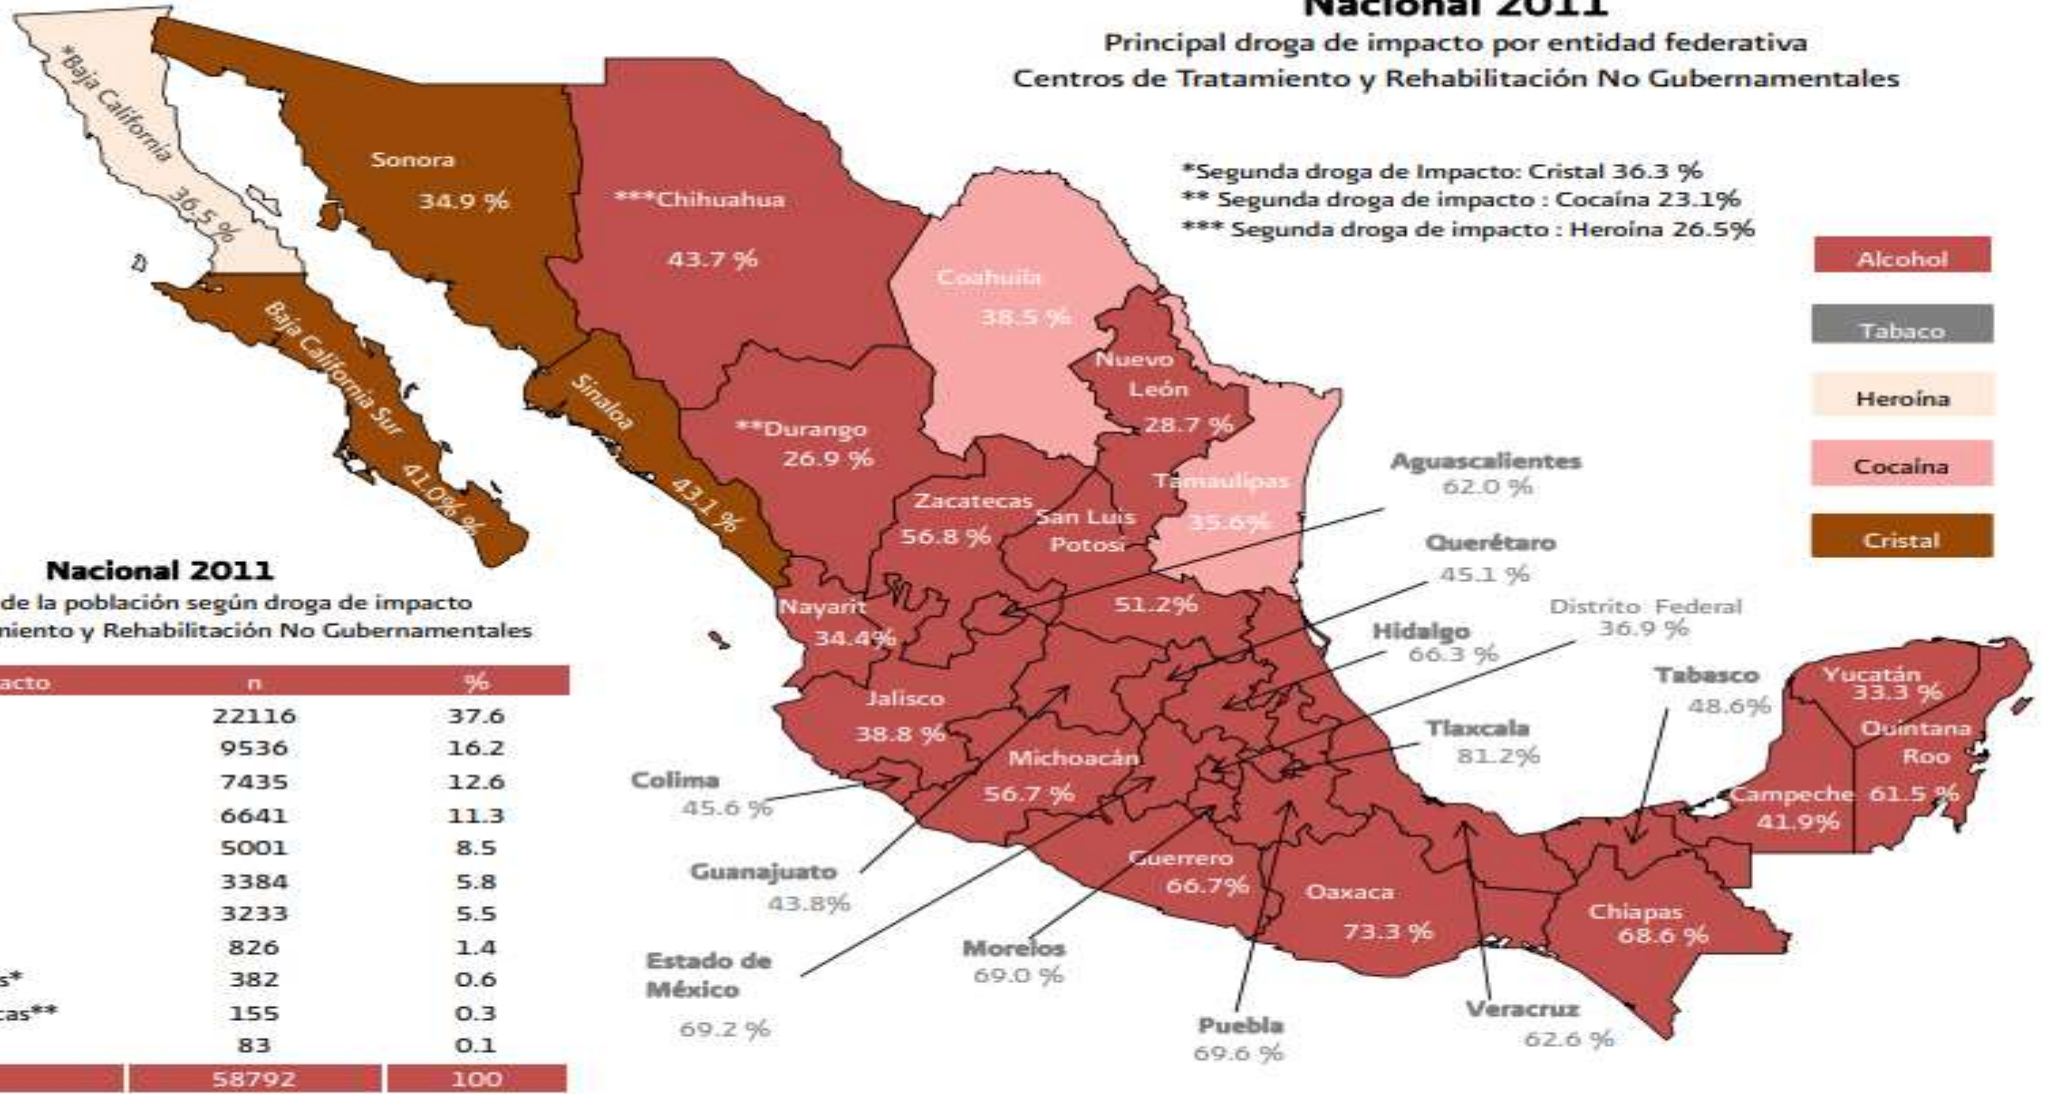 Nacional 2011
Principal droga de impacto por entidad federativa
Centros de Tratamiento y Rehabilitación No Gubernamentales
*Segunda droga de Impacto: Cristal 36.3 %
** Segunda droga de impacto : Cocaína 23.1%
*** Segunda droga de impacto : Heroína 26.5%
Alcohol
Tabaco
Heroína
Cocaína
Cristal
*Baja California
36.5 %
Sonora
34.9 %
***Chihuahua
43.7 %
Coahuila
38.5 %
Nuevo
León
28.7 %
Baja California Sur
41.0% %
Sinaloa
43.1 %
**Durango
26.9 %
Zacatecas
56.8 %
San Luis
Potosí
51.2%
Tamaulipas
35.6%
Aguascalientes
62.0 %
Querétaro
45.1 %
Distrito Federal
36.9 %
Hidalgo
66.3 %
Tabasco
48.6%
Tlaxcala
81.2%
Yucatán
33.3 %
Quintana
Roo
61.5 %
Campeche
41.9%
Nayarit
34.4%
Jalisco
38.8 %
Michoacán
56.7 %
Colima
45.6 %
Guanajuato
43.8%
Estado de
México
69.2 %
Morelos
69.0 %
Guerrero
66.7%
Oaxaca
73.3 %
Chiapas
68.6 %
Puebla
69.6 %
Veracruz
62.6 %
Nacional 2011
de la población según droga de impacto
miento y Rehabilitación No Gubernamentales
acto n %
22116 37.6
9536 16.2
7435 12.6
6641 11.3
5001 8.5
3384 5.8
3233 5.5
826 1.4
s* 382 0.6
cas** 155 0.3
83 0.1
58792 100